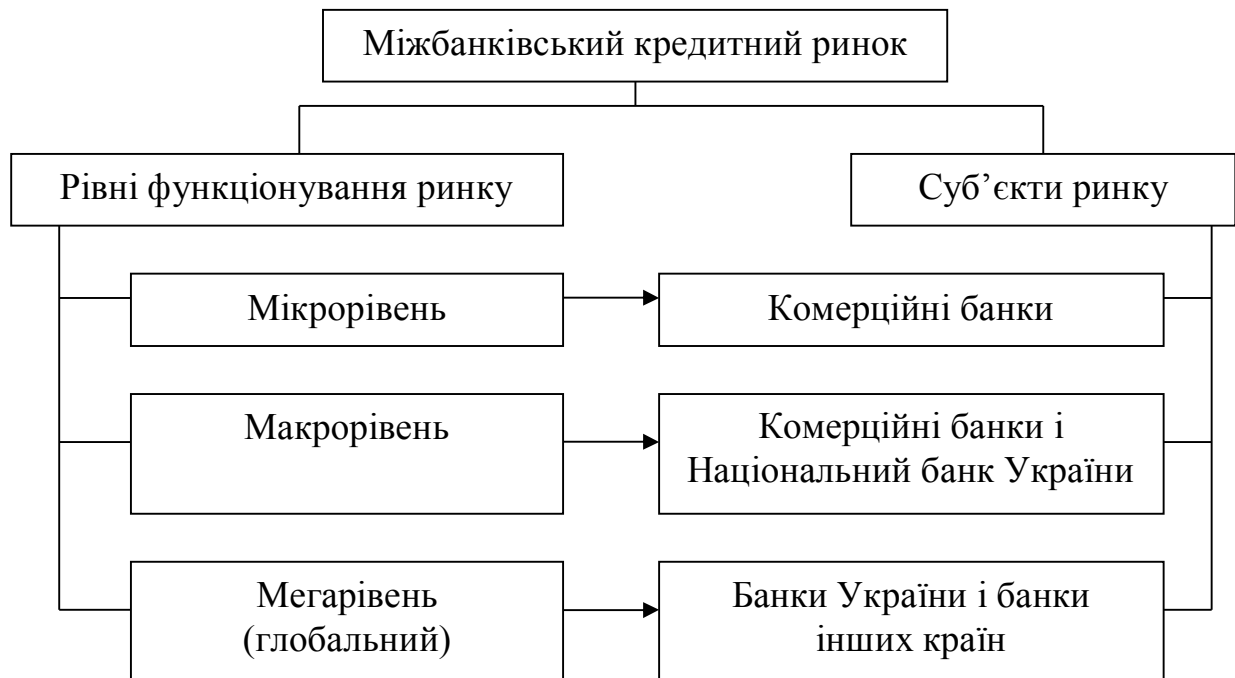 Міжбанківський кредитний ринок
Рівні функціонування ринку
Суб’єкти ринку
Мікрорівень
Комерційні банки
Макрорівень
Комерційні банки і
Національний банк України
Мегарівень
(глобальний)
Банки України і банки
інших країн